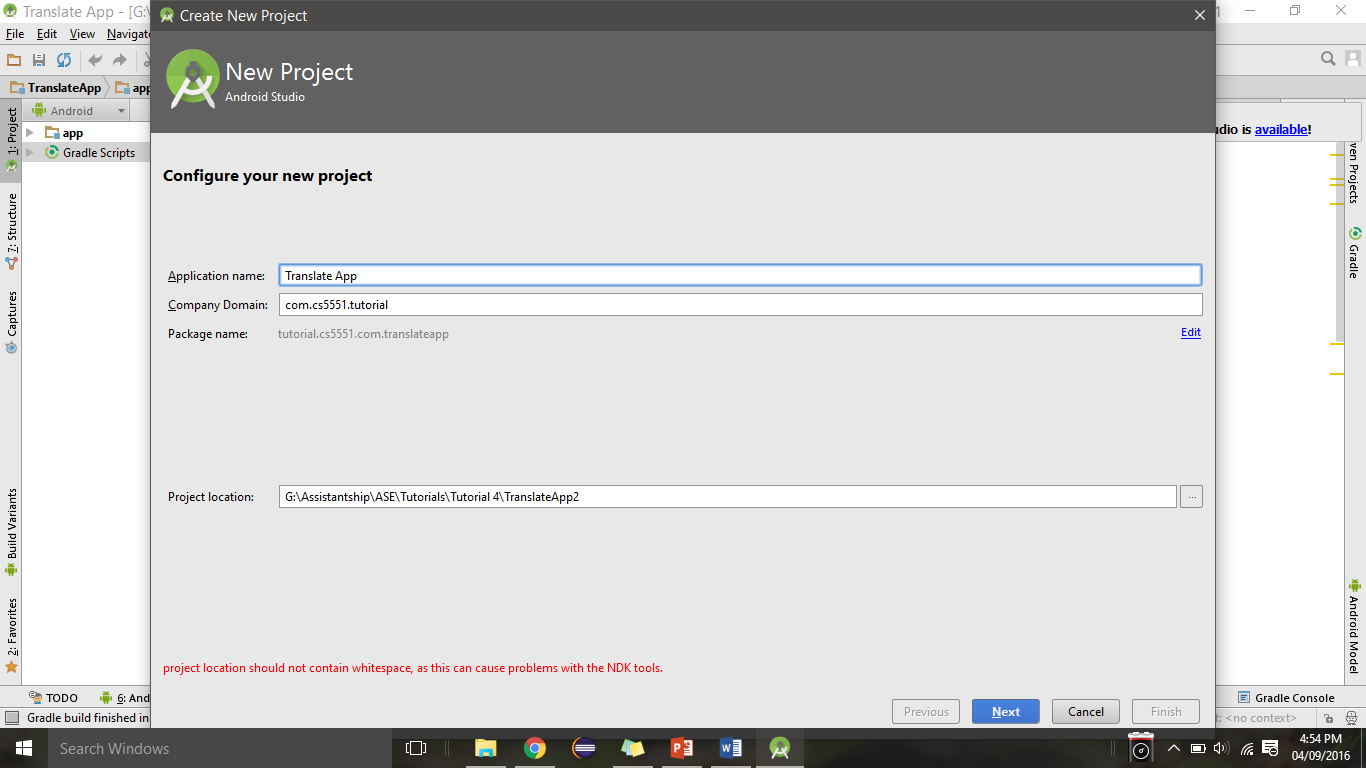 Translate App - [G:\
Create New Project
File Edit View Navigate
New Project
Android Studio
TranslateApp app
Android
1: Project
app
Gradle Scripts
7: Structure
Captures
Build Variants
2: Favorites
Configure your new project
Application name: Translate App
Company Domain: com.cs5551.tutorial
Package name: tutorial.cs5551.com.translateapp Edit
Project location: G:\Assistantship\ASE\Tutorials\Tutorial 4\TranslateApp2 ...
project location should not contain whitespace, as this can cause problems with the NDK tools.
Previous Next Cancel Finish
udio is available!
ven Projects
Gradle
Android Model
TODO 6: And
Gradle Console
Gradle build finished in
t: <no context>
Search Windows
4:54 PM
04/09/2016